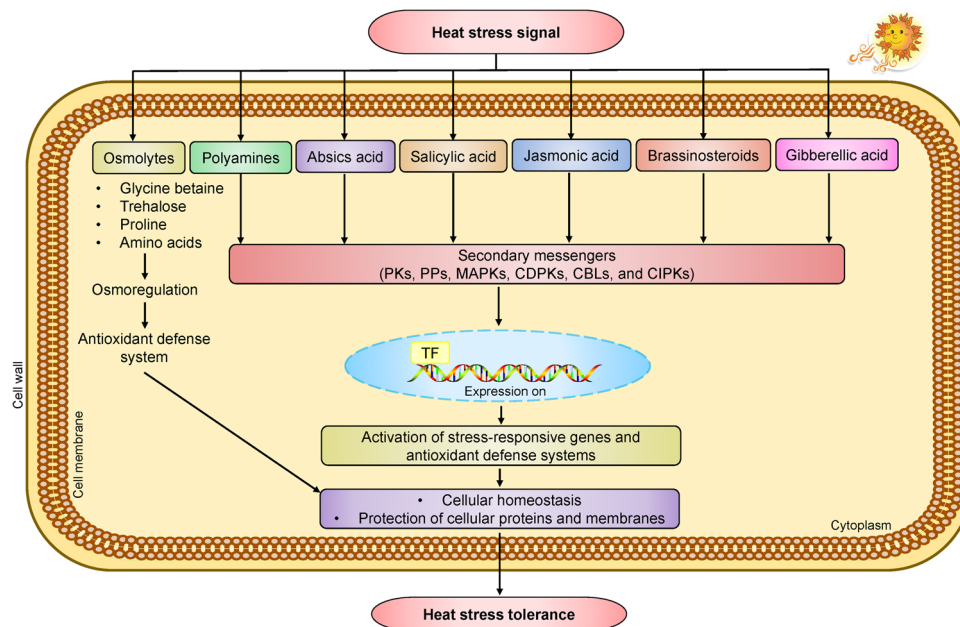 Heat stress signal
Osmolytes
Polyamines
Absics acid
Salicylic acid
Jasmonic acid
Brassinosteroids
Gibberellic acid
• Glycine betaine
• Trehalose
• Proline
• Amino acids
Osmoregulation
Antioxidant defense
system
Secondary messengers
(PKs, PPs, MAPKs, CDPKs, CBLs, and CIPKs)
TF
Expression on
Activation of stress-responsive genes and
antioxidant defense systems
• Cellular homeostasis
• Protection of cellular proteins and membranes
Cell wall
Cell membrane
Cytoplasm
Heat stress tolerance